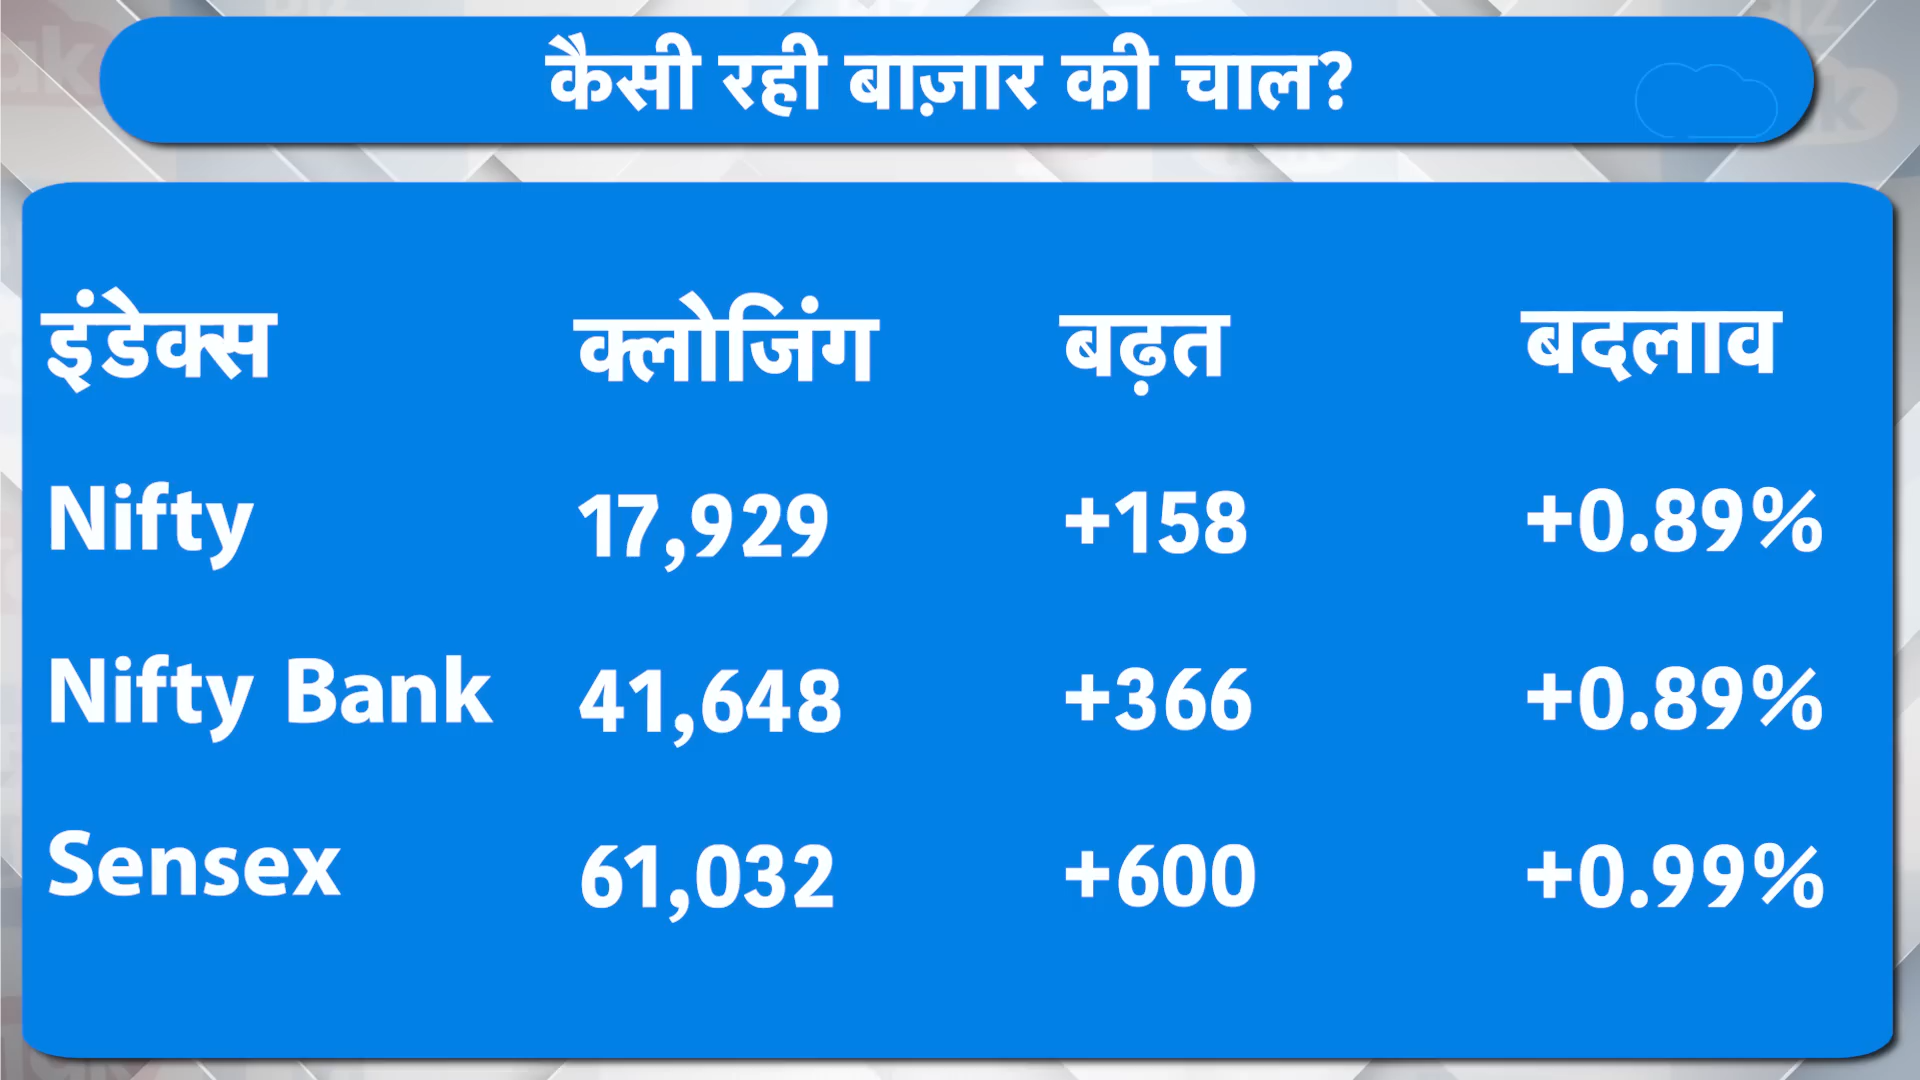 कैसी रही बाज़ार की चाल?
इंडेक्स क्लोजिंग बढ़त बदलाव
Nifty 17,929 +158 +0.89%
Nifty Bank 41,648 +366 +0.89%
Sensex 61,032 +600 +0.99%